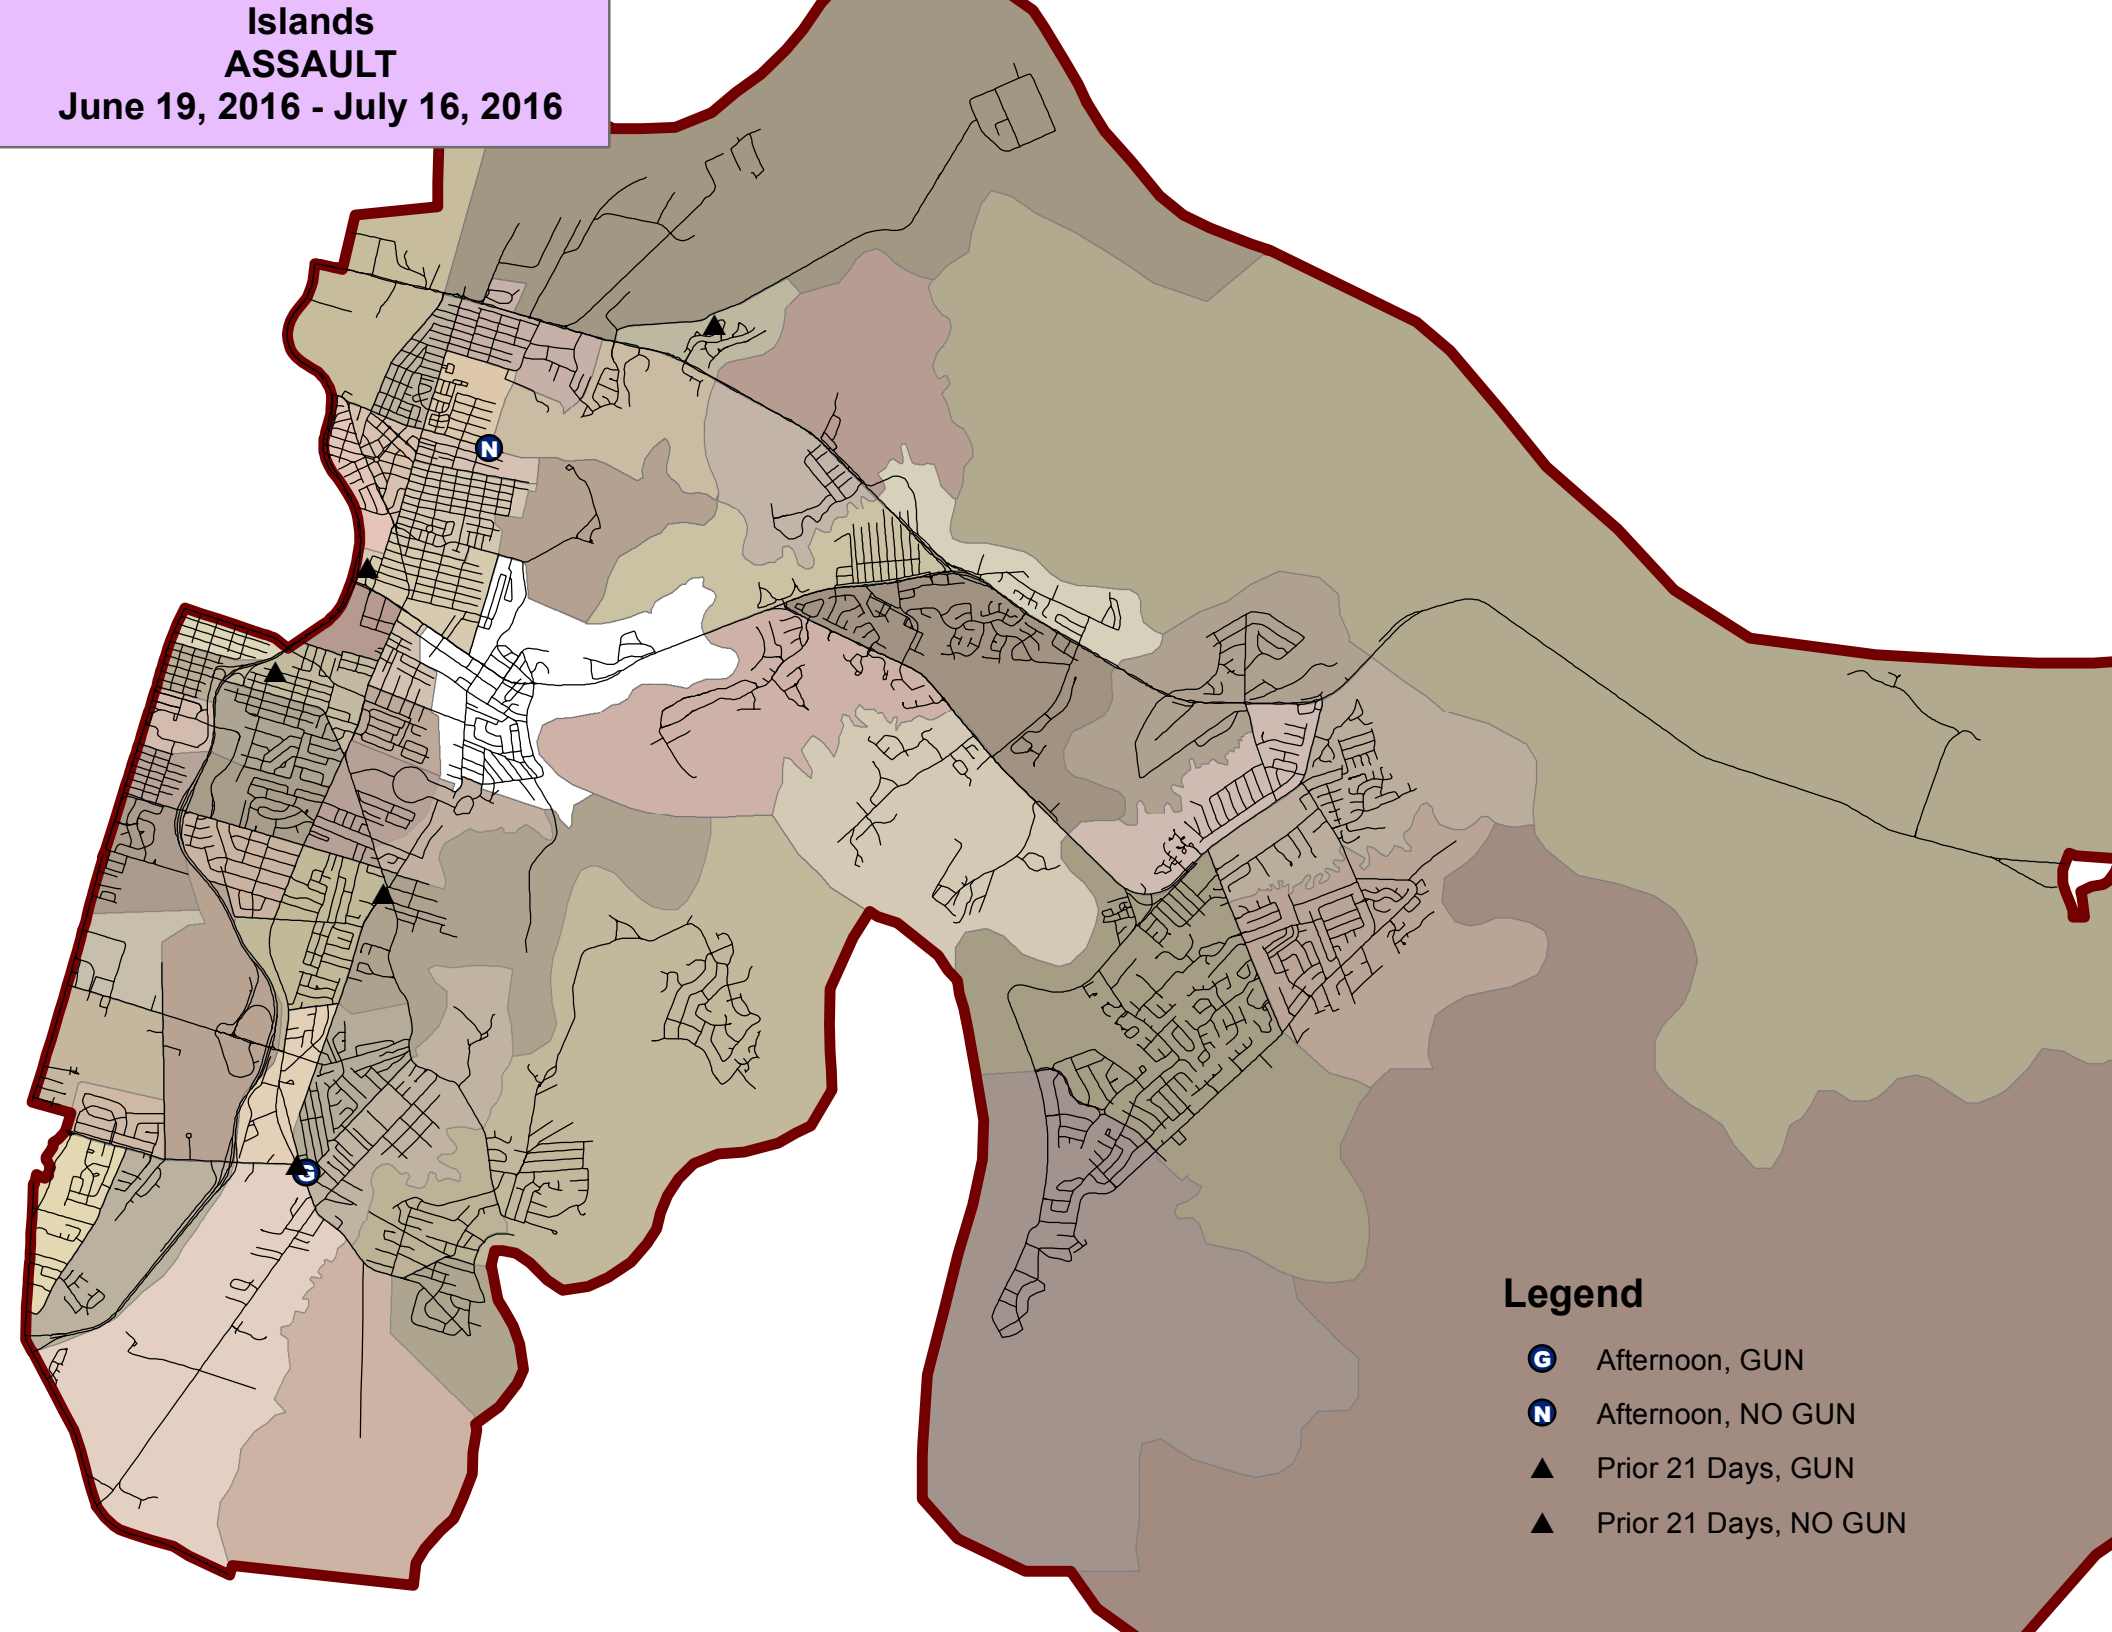 Islands
ASSAULT
June 19, 2016 - July 16, 2016
N
G
Legend
G Afternoon, GUN
N Afternoon, NO GUN
Prior 21 Days, GUN
Prior 21 Days, NO GUN